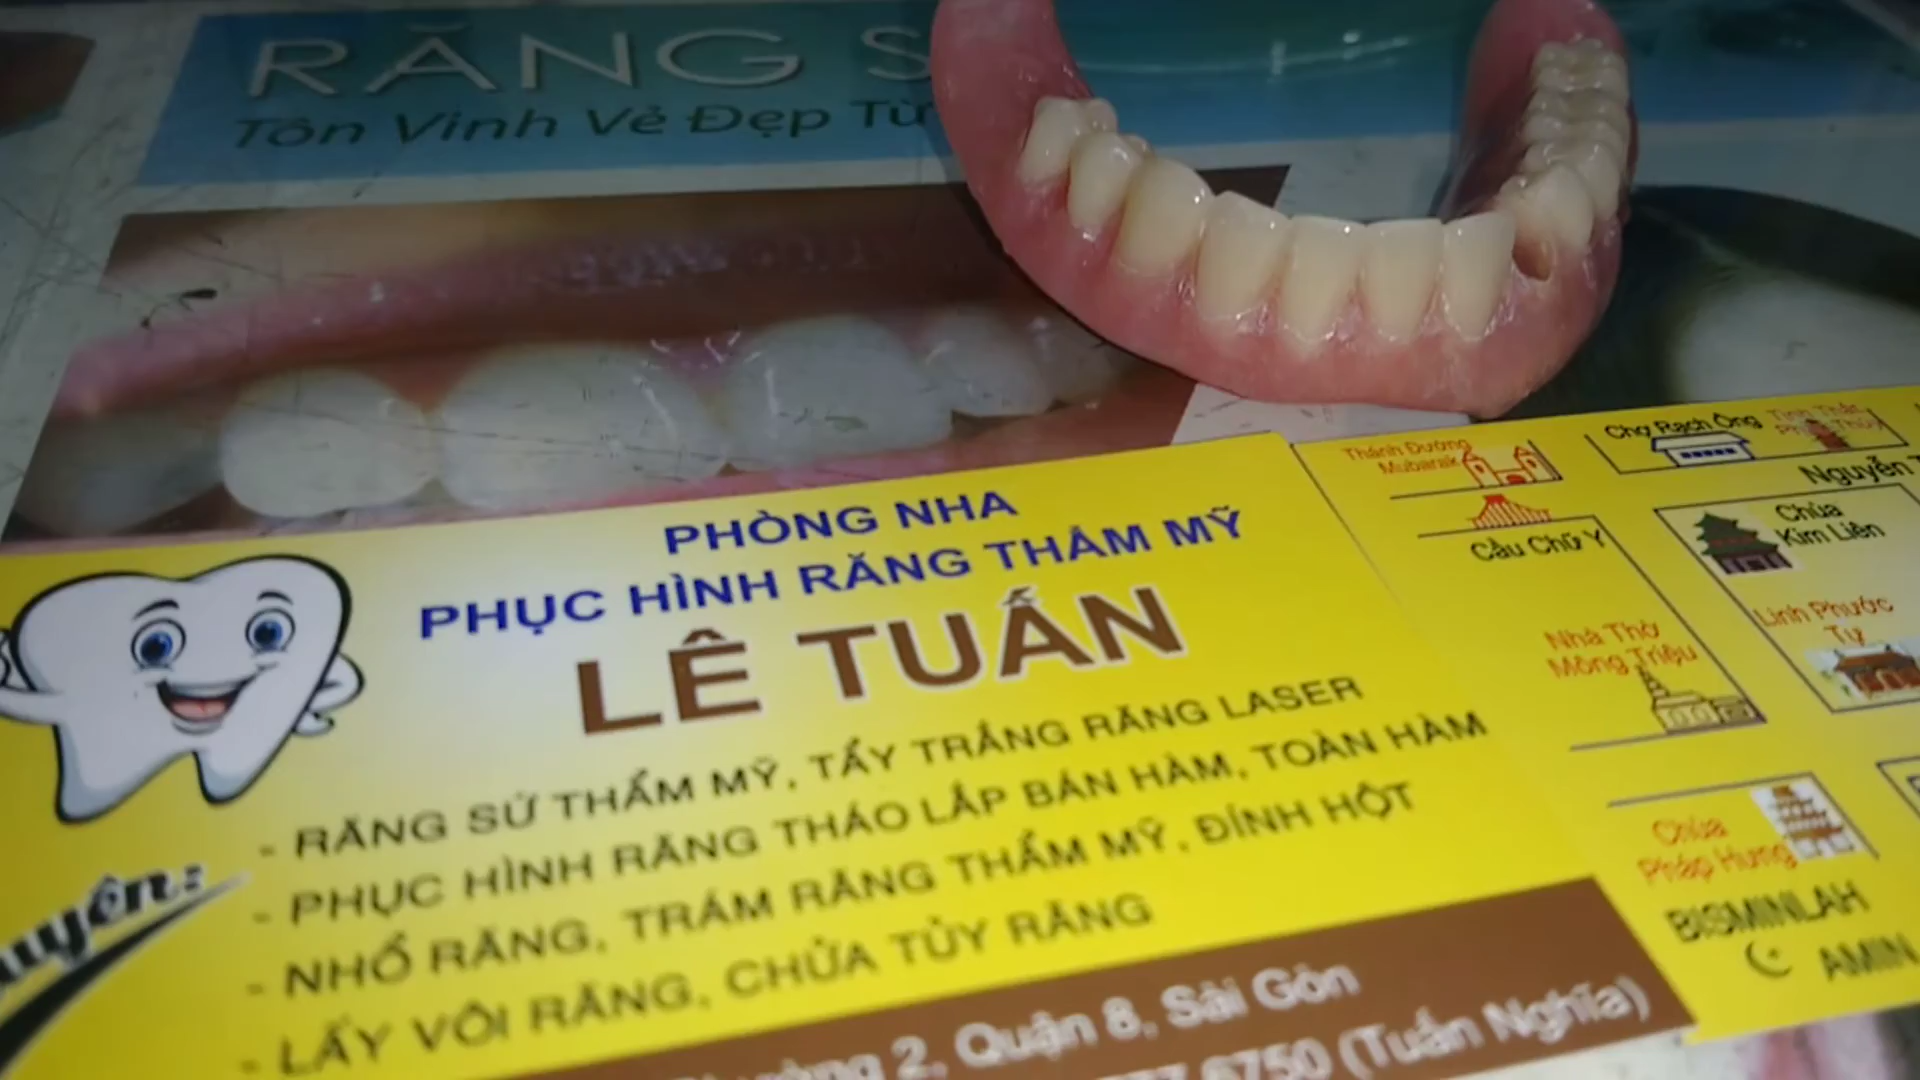 RĂNG S
Tôn Vinh Vẻ Đẹp Từ
PHÒNG NHA
PHỤC HÌNH RĂNG THẨM MỸ
LÊ TUẤN
- RĂNG SỨ THẨM MỸ, TẨY TRẮNG RĂNG LASER
- PHỤC HÌNH RĂNG THÁO LẮP BÁN HÀM, TOÀN HÀM
- NHỔ RĂNG, TRÁM RĂNG THẨM MỸ, ĐÍNH HỘT
- LẤY VÔI RĂNG, CHỮA TỦY RĂNG
2, Quận 8, Sài Gòn
6750 (Tuấn Nghĩa)
Thánh Đường
Mubarak
Chợ Rạch Ông
Nguyễn T
Cầu Chữ Y
Chùa
Kim Liên
Nhà Thờ
Mông Triệu
Linh Phước
Tự
Chùa
Pháp Hưng
BISMINLAH
AMIN